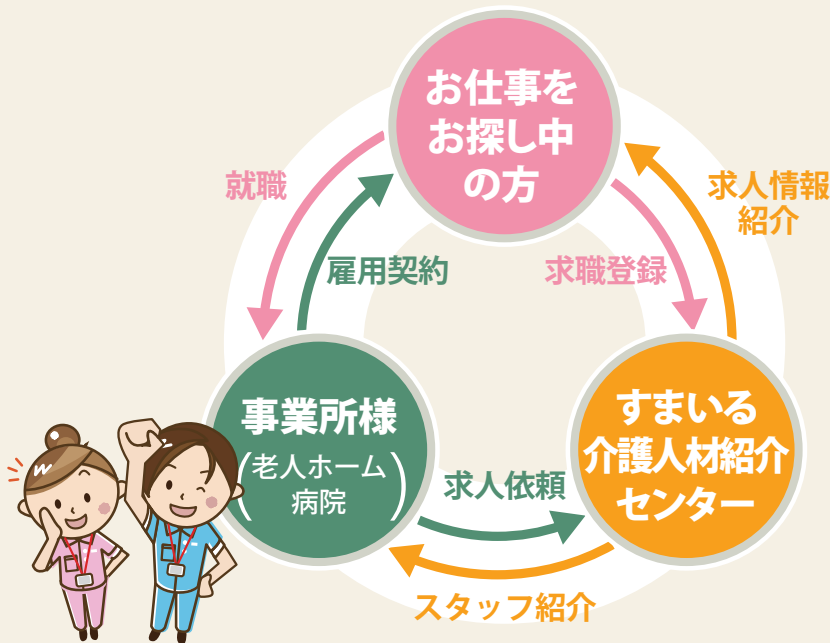 お仕事を
お探し中
の方
就職
求人情報
紹介
雇用契約
求職登録
事業所様
(老人ホーム
病院)
すまいる
介護人材紹介
センター
求人依頼
スタッフ紹介